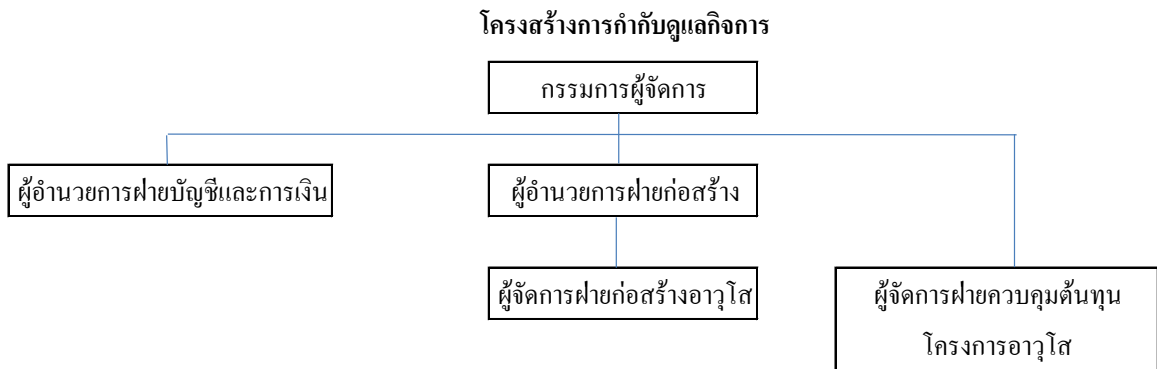 โครงสร้างการกำกับดูแลกิจการ
กรรมการผู้จัดการ
ผู้อำนวยการฝ่ายบัญชีและการเงิน
ผู้อำนวยการฝ่ายก่อสร้าง
ผู้จัดการฝ่ายก่อสร้างอาวุโส
ผู้จัดการฝ่ายควบคุมต้นทุน
โครงการอาวุโส